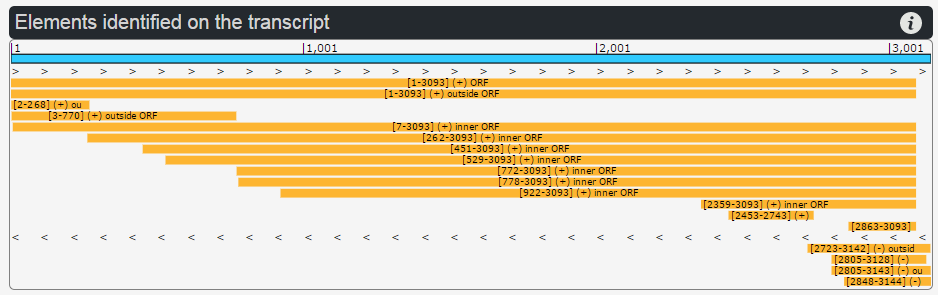 Elements identified on the transcript
i
1 1,001 2,001 3,001
> > > > > > > > > > > > > > > > > > > > > > > > > > > > > > > >
[1-3093] (+) ORF
[1-3093] (+) outside ORF
[2-268] (+) ou
[3-770] (+) outside ORF
[7-3093] (+) inner ORF
[262-3093] (+) inner ORF
[451-3093] (+) inner ORF
[529-3093] (+) inner ORF
[772-3093] (+) inner ORF
[778-3093] (+) inner ORF
[922-3093] (+) inner ORF
[2359-3093] (+) inner ORF
[2453-2743] (+)
[2863-3093]
< < < < < < < < < < < < < < < < < < < < < < < < < < < < < < < <
[2723-3142] (-) outsid
[2805-3128] (-)
[2805-3143] (-) ou
[2848-3144] (-)